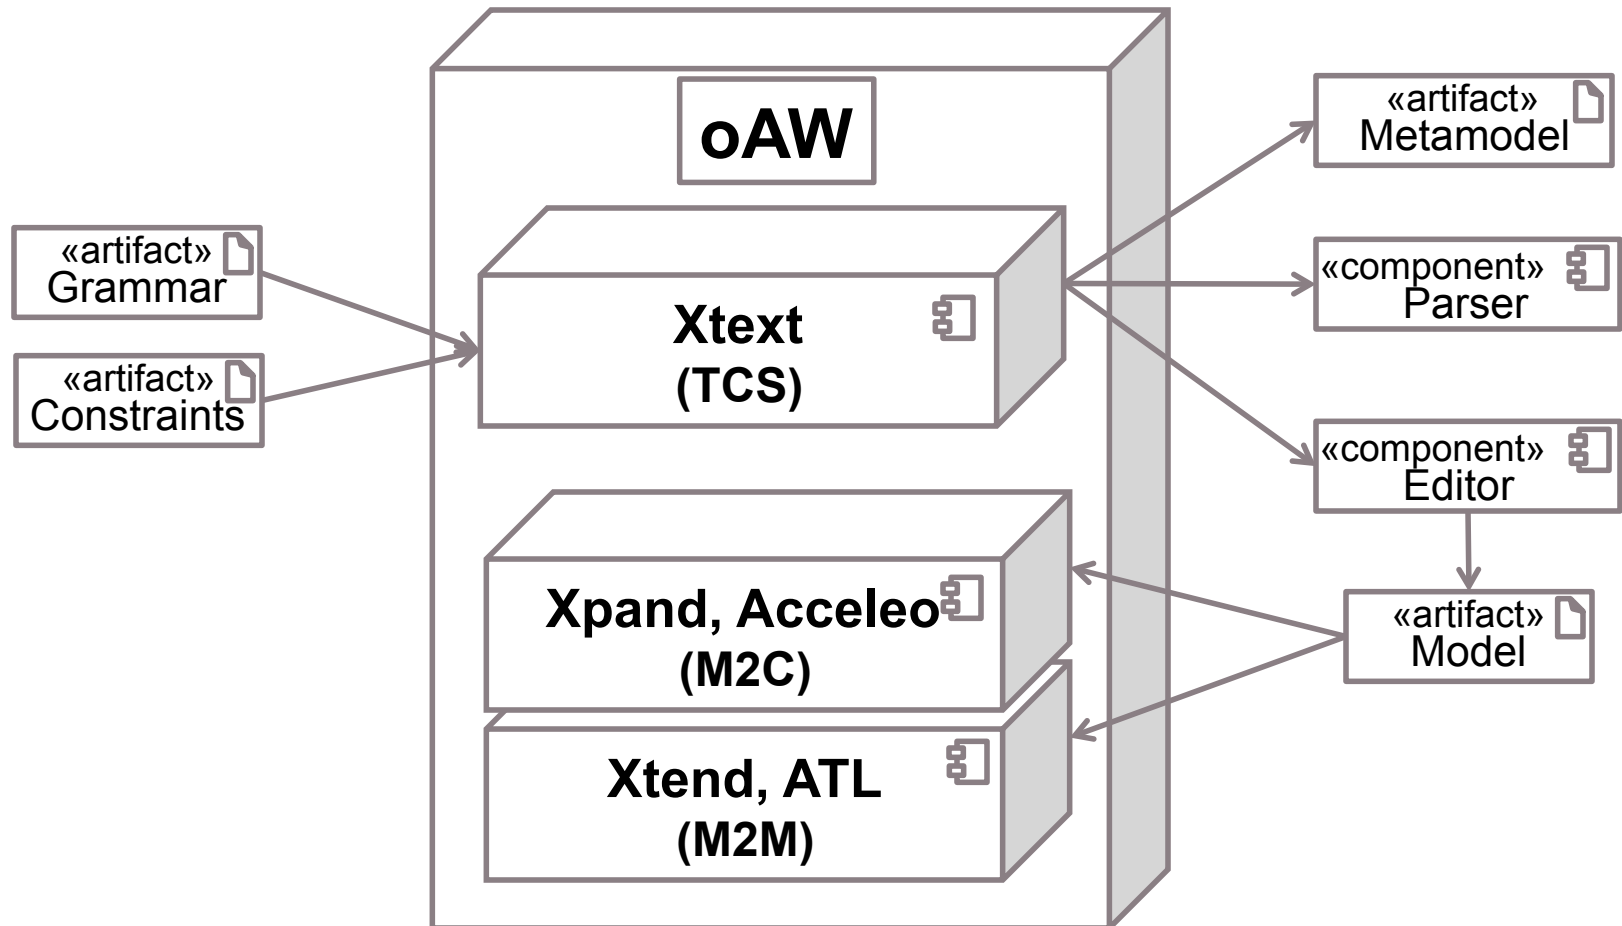 oAW
«artifact»
Grammar
«artifact»
Constraints
Xtext
(TCS)
Xpand, Acceleo
(M2C)
Xtend, ATL
(M2M)
«artifact»
Metamodel
«component»
Parser
«component»
Editor
«artifact»
Model